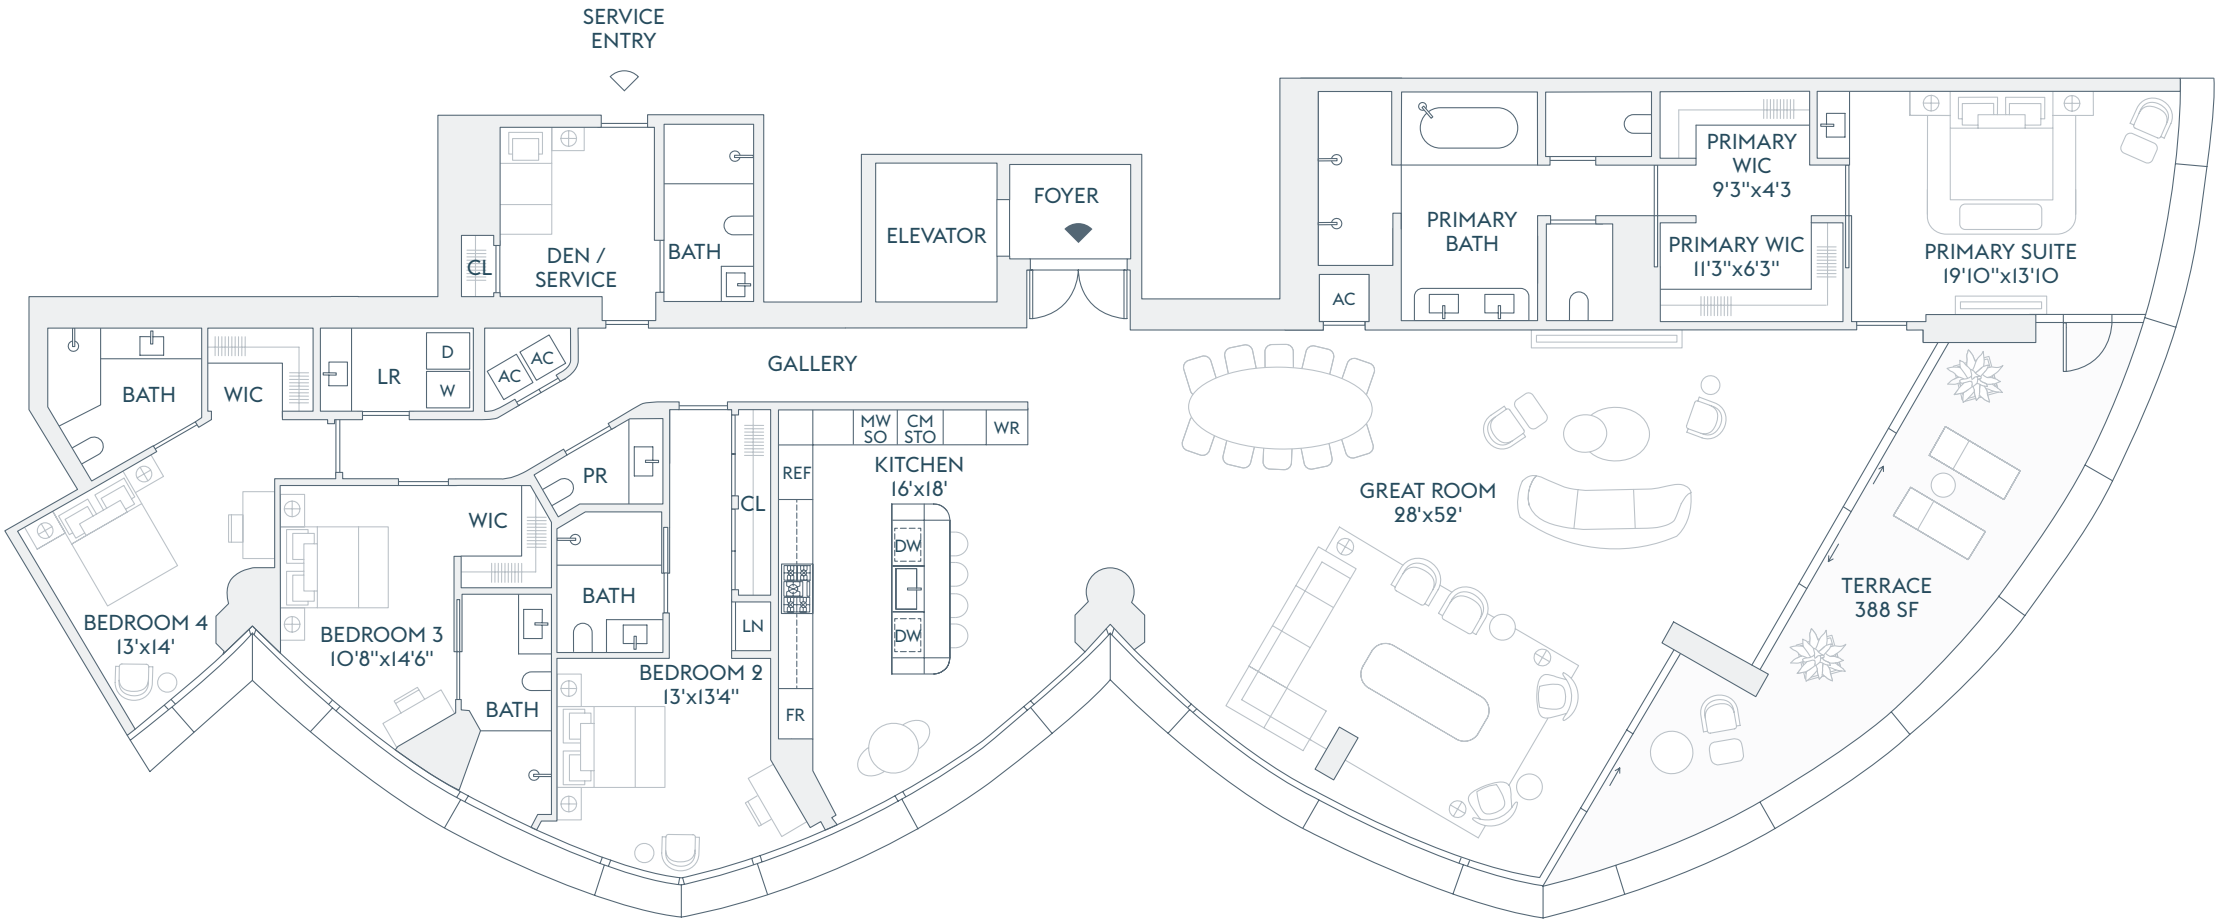 SERVICE
ENTRY
DEN /
SERVICE
CL
BATH
ELEVATOR
FOYER
AC
PRIMARY
BATH
PRIMARY
WIC
9'3"x4'3
PRIMARY WIC
11'3"x6'3"
PRIMARY SUITE
19'10"x13'10
BATH
WIC
LR
D
W
AC
AC
GALLERY
PR
CL
LN
MW
SO
CM
STO
WR
REF
KITCHEN
16'x18'
DW
DW
FR
GREAT ROOM
28'x52'
TERRACE
388 SF
BEDROOM 4
13'x14'
BEDROOM 3
10'8"x14'6"
WIC
BATH
BATH
BEDROOM 2
13'x13'4"